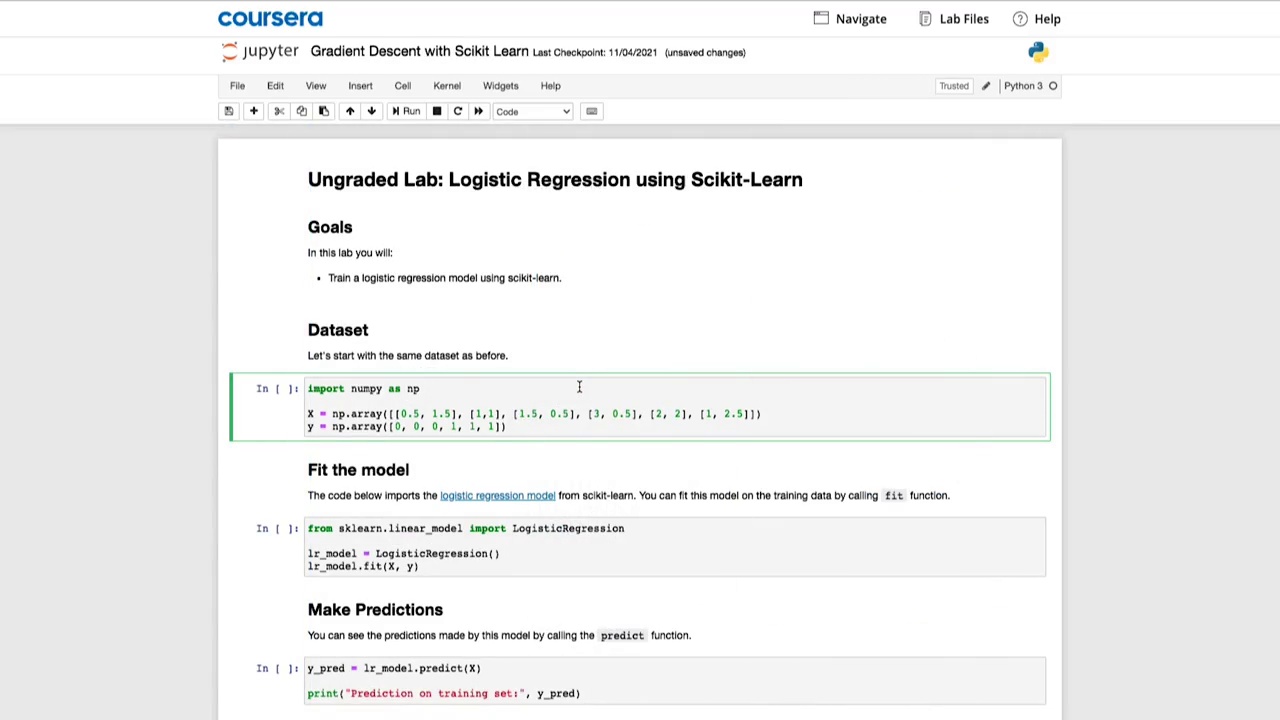 coursera Navigate Lab Files Help
jupyter Gradient Descent with Scikit Learn Last Checkpoint: 11/04/2021 (unsaved changes)
File Edit View Insert Cell Kernel Widgets Help Trusted Python 3
Run Code
Ungraded Lab: Logistic Regression using Scikit-Learn
Goals
In this lab you will:
• Train a logistic regression model using scikit-learn.
Dataset
Let's start with the same dataset as before.
In [ ]: import numpy as np
X = np.array([[0.5, 1.5], [1,1], [1.5, 0.5], [3, 0.5], [2, 2], [1, 2.5]])
y = np.array([0, 0, 0, 1, 1, 1])
Fit the model
The code below imports the logistic regression model from scikit-learn. You can fit this model on the training data by calling fit function.
In [ ]: from sklearn.linear_model import LogisticRegression
lr_model = LogisticRegression()
lr_model.fit(X, y)
Make Predictions
You can see the predictions made by this model by calling the predict function.
In [ ]: y_pred = lr_model.predict(X)
print("Prediction on training set:", y_pred)